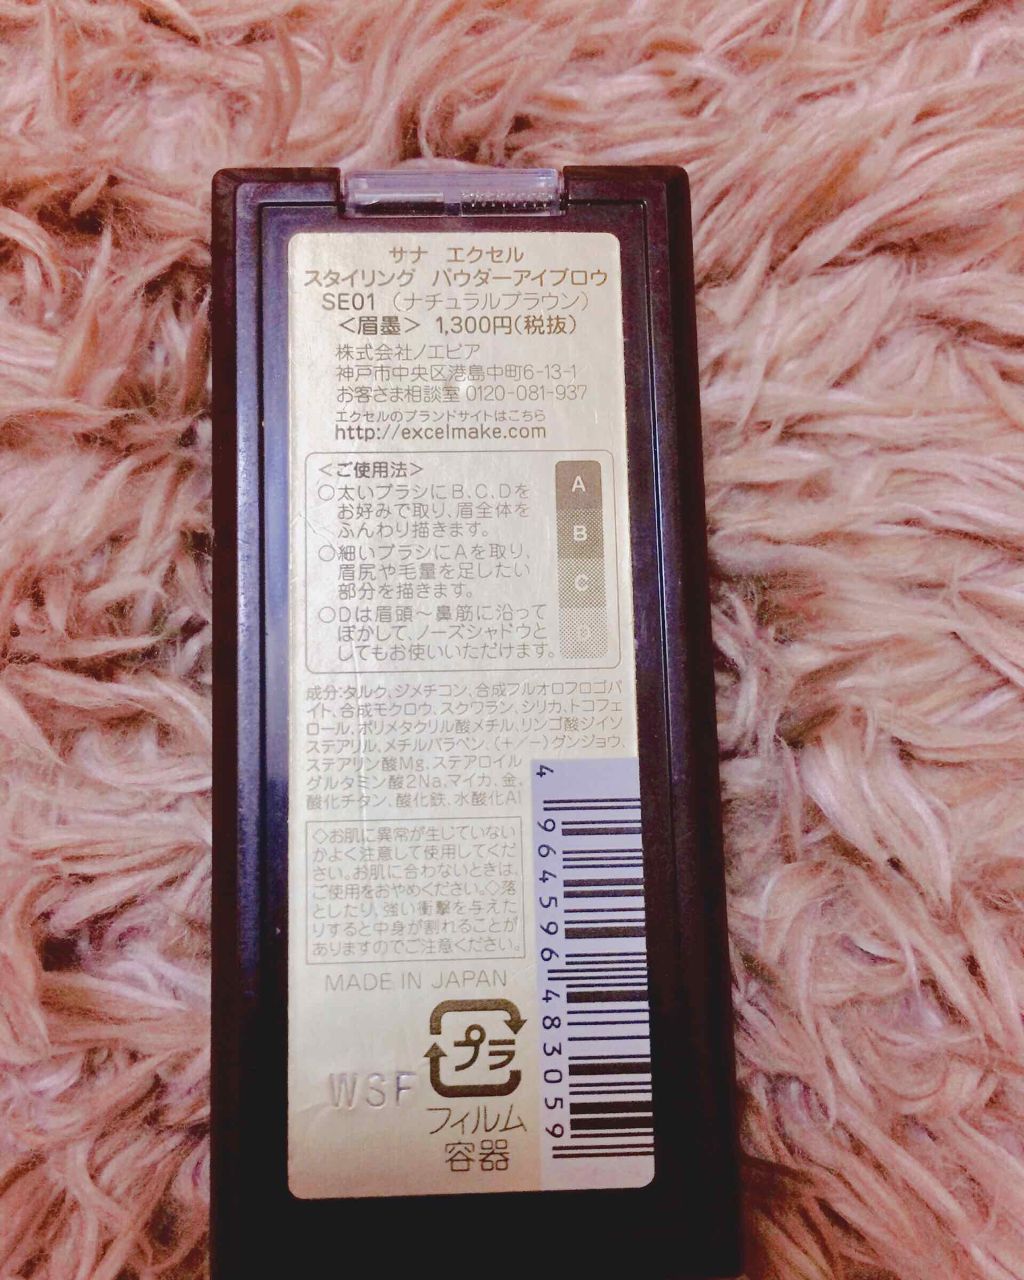 サナ エクセル
スタイリング パウダーアイブロウ
SE01 (ナチュラルブラウン)
<眉墨> 1,300円(税抜)
株式会社ノエビア
神戸市中央区港島中町6-13-1
お客さま相談室 0120-081-937
エクセルのブランドサイトはこちら
http://excelmake.com
<ご使用法>
○太いブラシにB、C、Dを
お好みで取り、眉全体を
ふんわり描きます。
○細いブラシにAを取り、
眉尻や毛量を足したい
部分を描きます。
○Dは眉頭~鼻筋に沿って
ぼかして、ノーズシャドウと
してもお使いいただけます。
A
B
C
D
成分:タルク、ジメチコン、合成フルオロフロゴパ
イト、合成モクロウ、スクワラン、シリカ、トコフェ
ロール、ポリメタクリル酸メチル、リンゴ酸ジイソ
ステアリル、メチルパラベン、(+/−)グンジョウ、
ステアリン酸Mg、ステアロイル
グルタミン酸2Na、マイカ、金、
酸化チタン、酸化鉄、水酸化Al
◇お肌に異常が生じていない
かよく注意して使用してくだ
さい。お肌に合わないときは、
ご使用をおやめください。◇落
としたり、強い衝撃を与えた
りすると中身が割れることが
ありますのでご注意ください。
MADE IN JAPAN
プラ
WSF
フィルム
容器
4964596483059